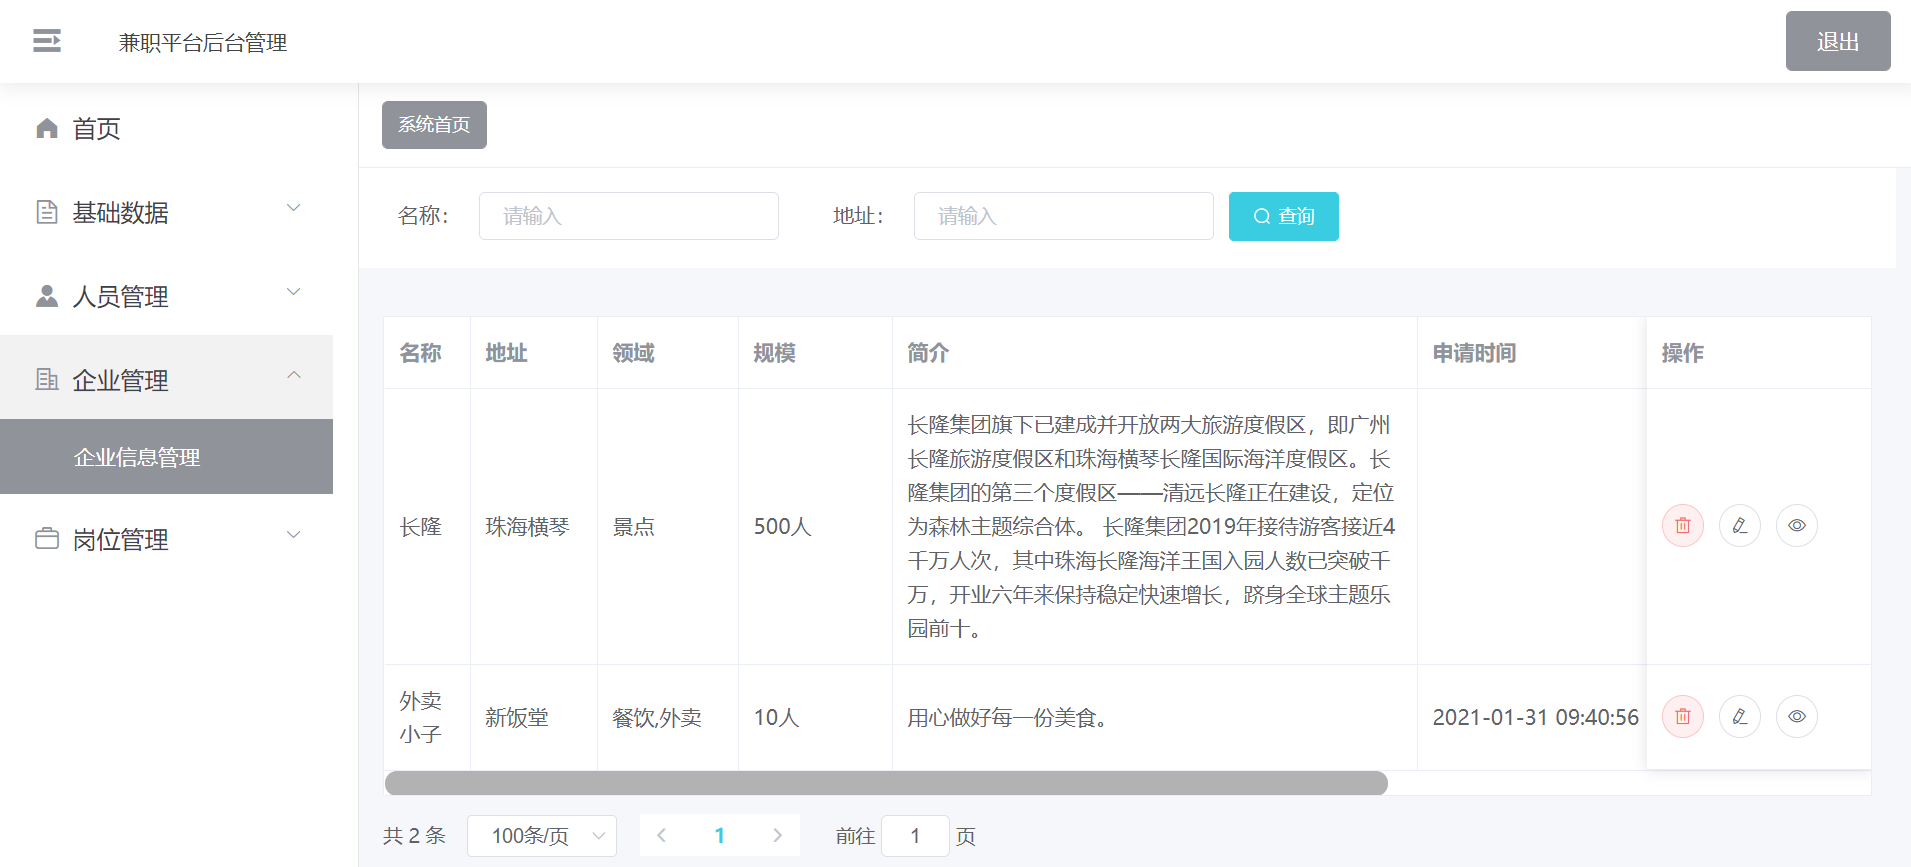 兼职平台后台管理
退出
首页
基础数据
人员管理
企业管理
企业信息管理
岗位管理
系统首页
名称：
请输入
地址：
请输入
查询
名称
地址
领域
规模
简介
申请时间
操作
长隆
珠海横琴
景点
500人
长隆集团旗下已建成并开放两大旅游度假区，即广州
长隆旅游度假区和珠海横琴长隆国际海洋度假区。长
隆集团的第三个度假区——清远长隆正在建设，定位
为森林主题综合体。 长隆集团2019年接待游客接近4
千万人次，其中珠海长隆海洋王国入园人数已突破千
万，开业六年来保持稳定快速增长，跻身全球主题乐
园前十。
外卖
小子
新饭堂
餐饮,外卖
10人
用心做好每一份美食。
2021-01-31 09:40:56
共 2 条
100条/页
1
前往
1
页